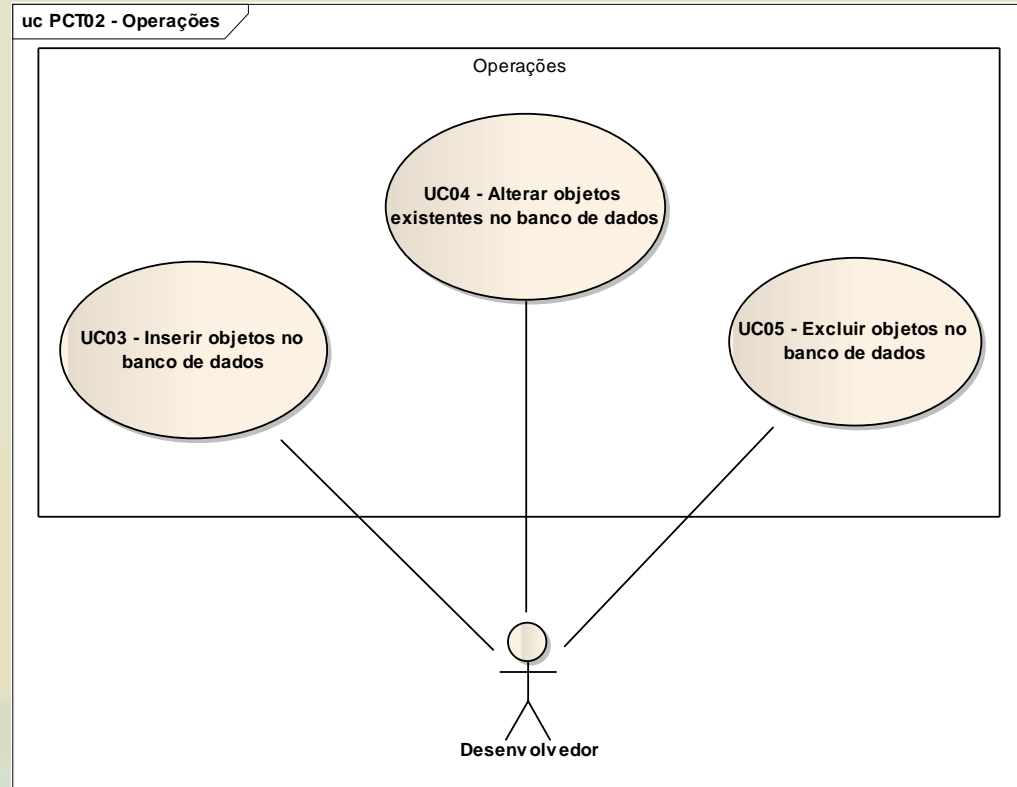 uc PCT02 - Operações
Operações
UC04 - Alterar objetos
existentes no banco de dados
UC03 - Inserir objetos no
banco de dados
UC05 - Excluir objetos no
banco de dados
Desenvolvedor